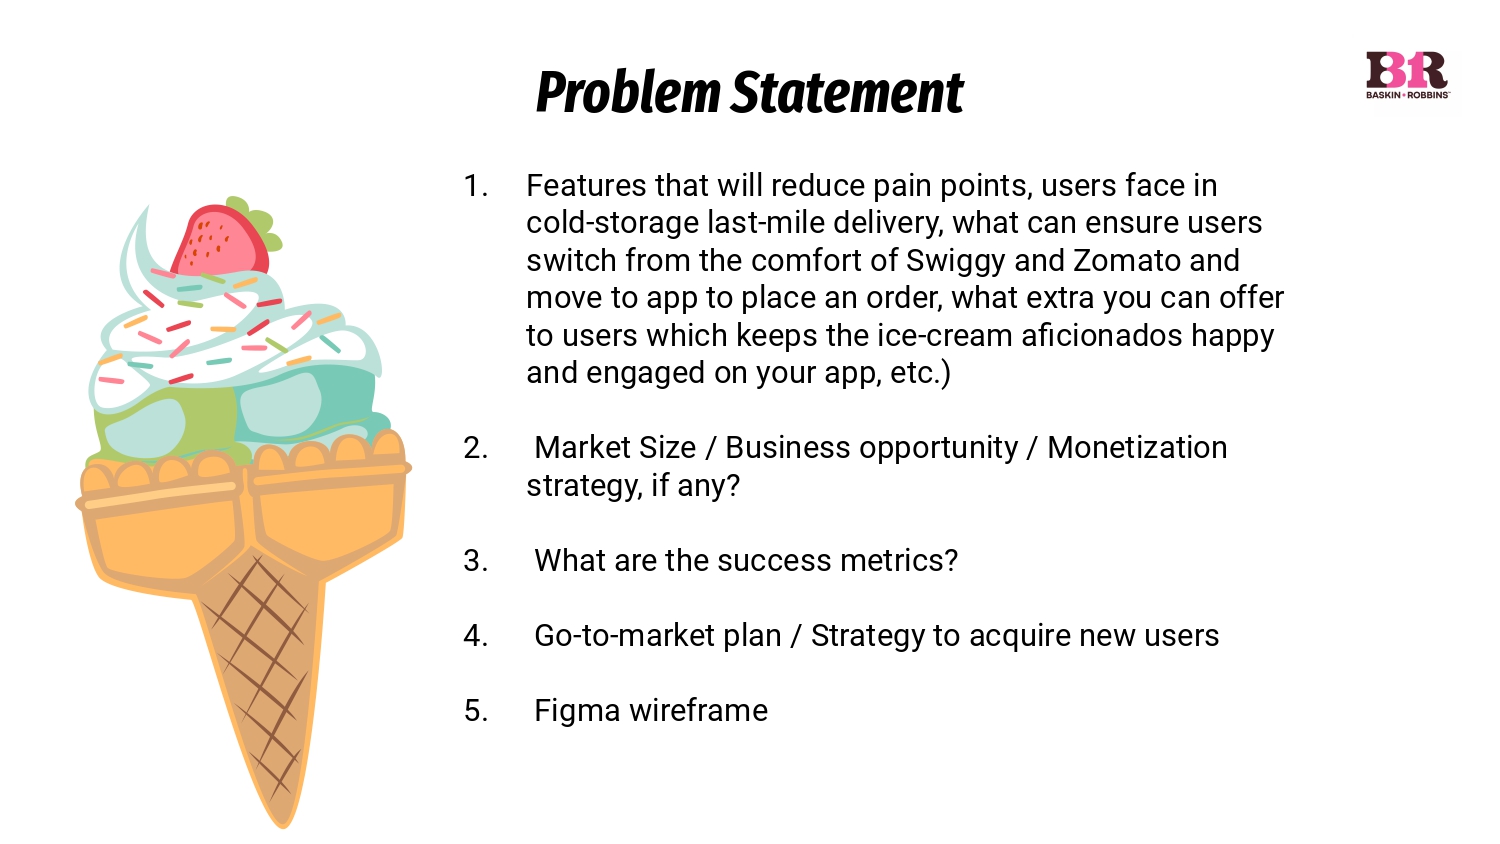 Problem Statement
BR
BASKIN ROBBINS
1. Features that will reduce pain points, users face in
cold-storage last-mile delivery, what can ensure users
switch from the comfort of Swiggy and Zomato and
move to app to place an order, what extra you can offer
to users which keeps the ice-cream aficionados happy
and engaged on your app, etc.)
2. Market Size / Business opportunity / Monetization
strategy, if any?
3. What are the success metrics?
4. Go-to-market plan / Strategy to acquire new users
5. Figma wireframe